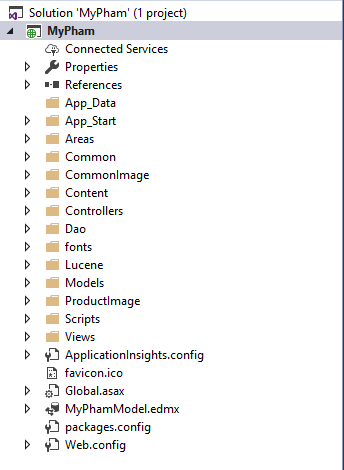 Solution 'MyPham' (1 project)
MyPham
Connected Services
Properties
References
App_Data
App_Start
Areas
Common
CommonImage
Content
Controllers
Dao
fonts
Lucene
Models
ProductImage
Scripts
Views
ApplicationInsights.config
favicon.ico
Global.asax
MyPhamModel.edmx
packages.config
Web.config